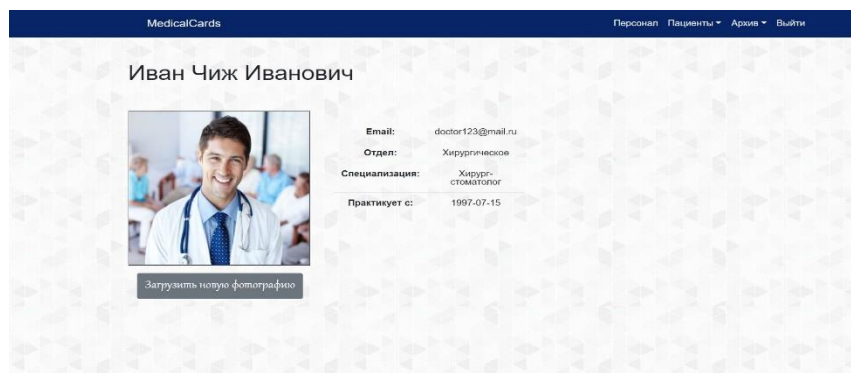 MedicalCards
Персонал Пациенты Архив Выйти
Иван Чиж Иванович
Email: doctor123@mail.ru
Отдел: Хирургическое
Специализация: Хирург-
стоматолог
Практикует с: 1997-07-15
Загрузить новую фотографию